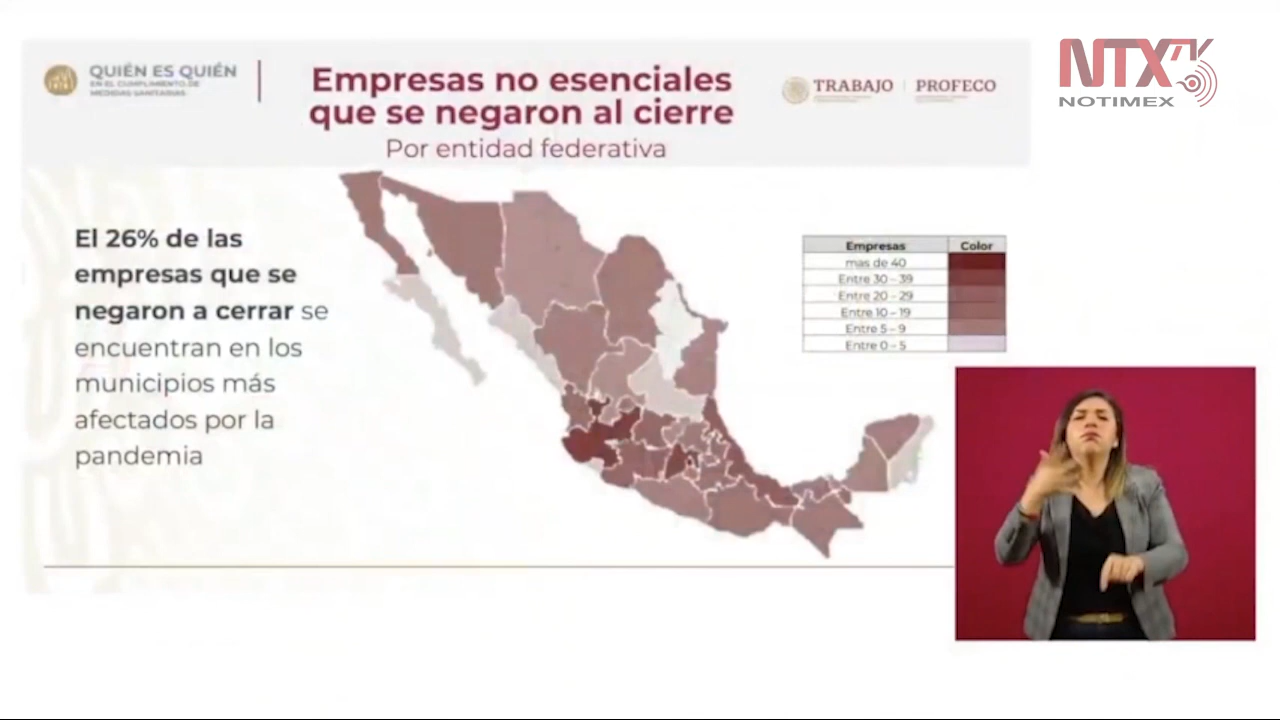 QUIÉN ES QUIÉN
EN EL CUMPLIMIENTO DE
MEDIDAS SANITARIAS
Empresas no esenciales
que se negaron al cierre
Por entidad federativa
TRABAJO
PROFECO
NTX
NOTIMEX
El 26% de las
empresas que se
negaron a cerrar se
encuentran en los
municipios más
afectados por la
pandemia
Empresas Color
mas de 40
Entre 30 - 39
Entre 20 - 29
Entre 10 - 19
Entre 5 - 9
Entre 0 - 5